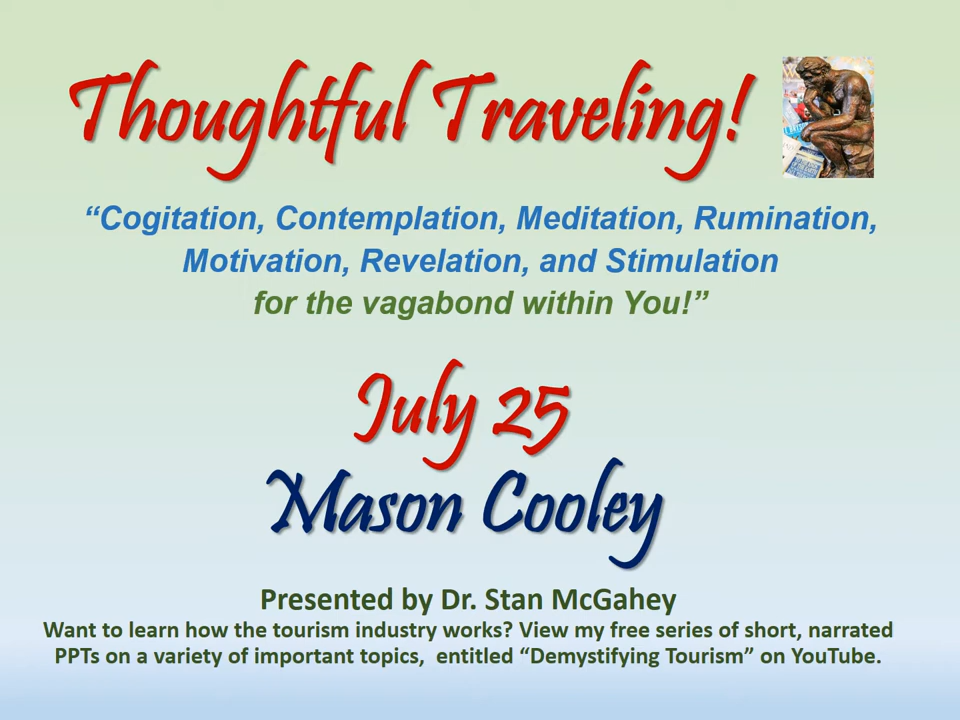 Thoughtful Traveling!
“Cogitation, Contemplation, Meditation, Rumination,
Motivation, Revelation, and Stimulation
for the vagabond within You!”
July 25
Mason Cooley
Presented by Dr. Stan McGahey
Want to learn how the tourism industry works? View my free series of short, narrated
PPTs on a variety of important topics,  entitled “Demystifying Tourism” on YouTube.